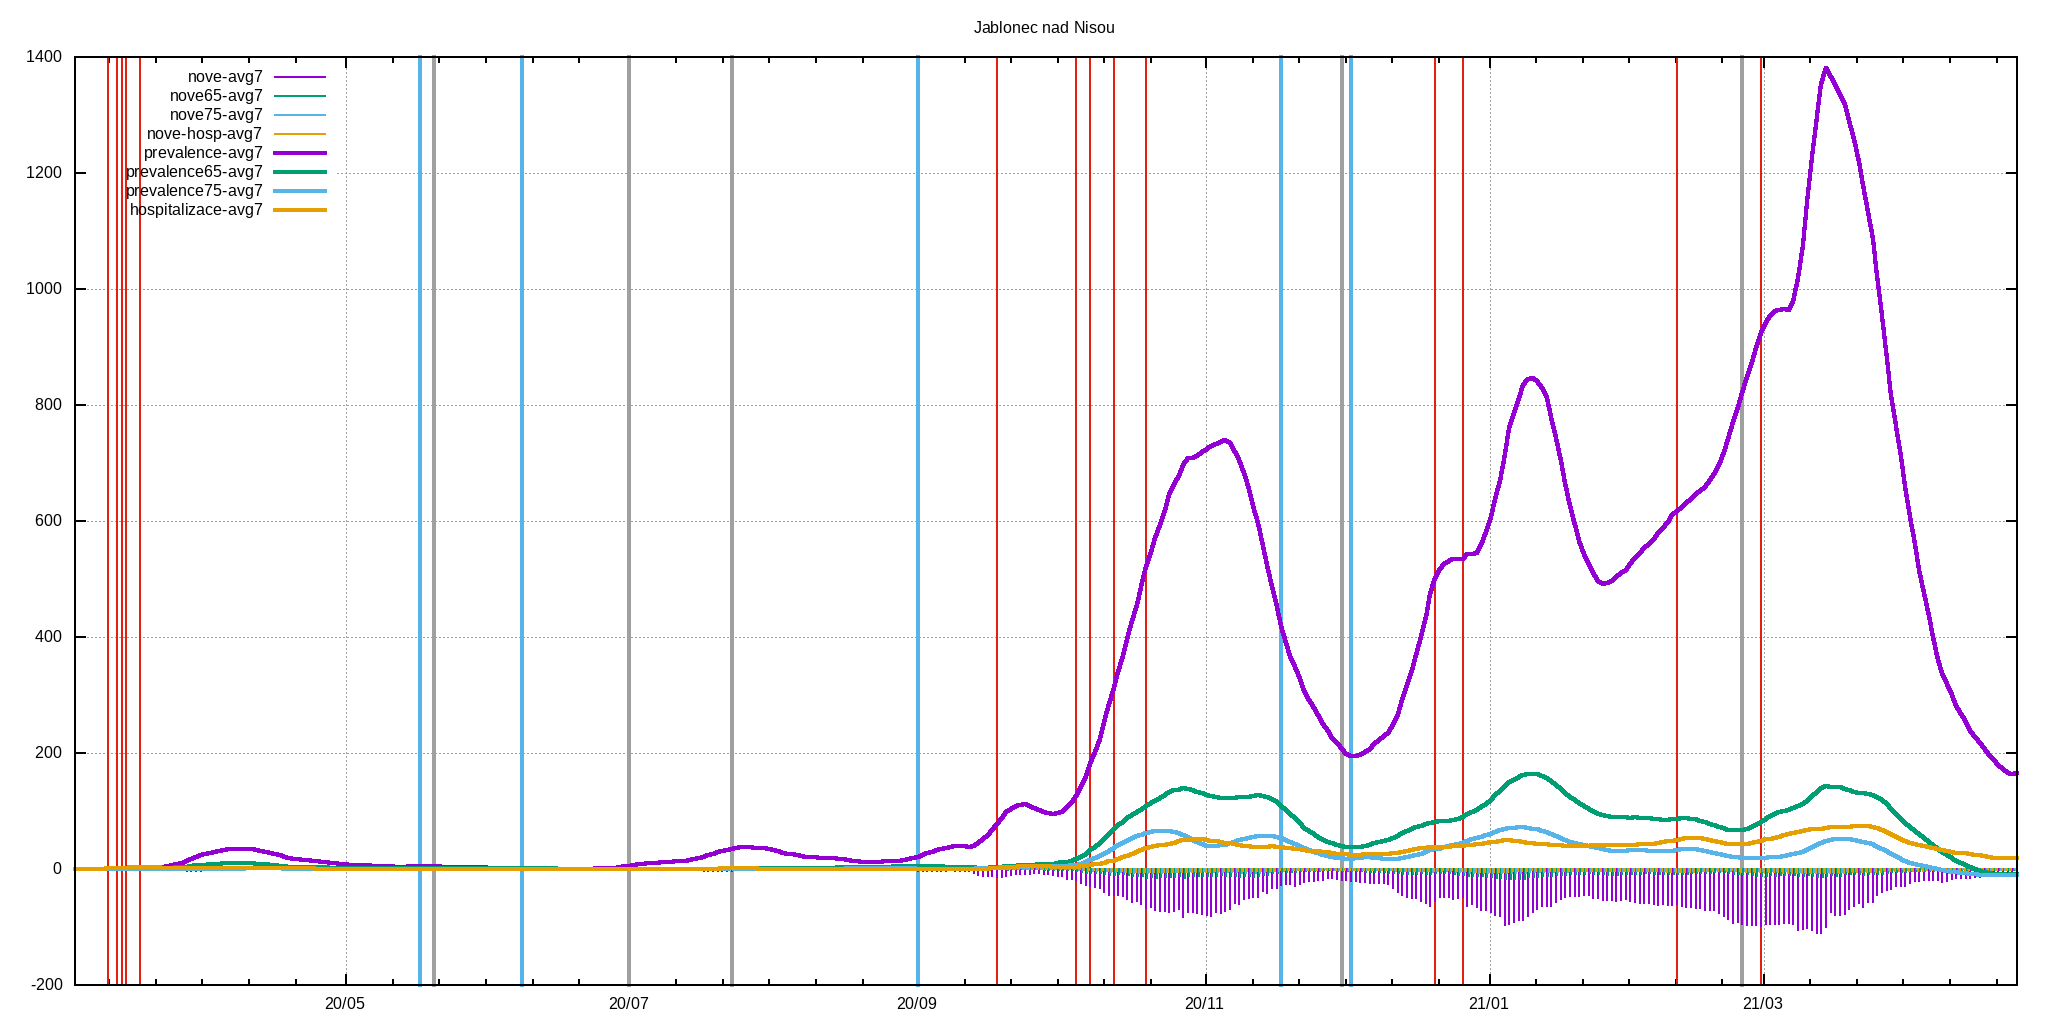 Jablonec nad Nisou
1400
1200
1000
800
600
400
200
0
-200
nove-avg7
nove65-avg7
nove75-avg7
nove-hosp-avg7
prevalence-avg7
prevalence65-avg7
prevalence75-avg7
hospitalizace-avg7
20/05 20/07 20/09 20/11 21/01 21/03